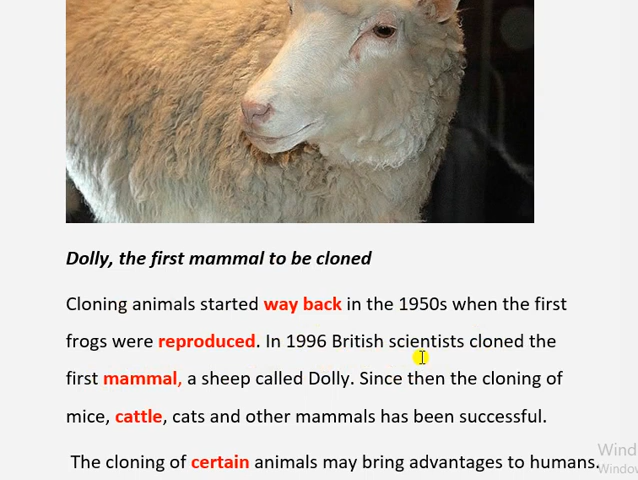 Dolly, the first mammal to be cloned
Cloning animals started way back in the 1950s when the first
frogs were reproduced. In 1996 British scientists cloned the
first mammal, a sheep called Dolly. Since then the cloning of
mice, cattle, cats and other mammals has been successful.
The cloning of certain animals may bring advantages to humans.
Wind
Window